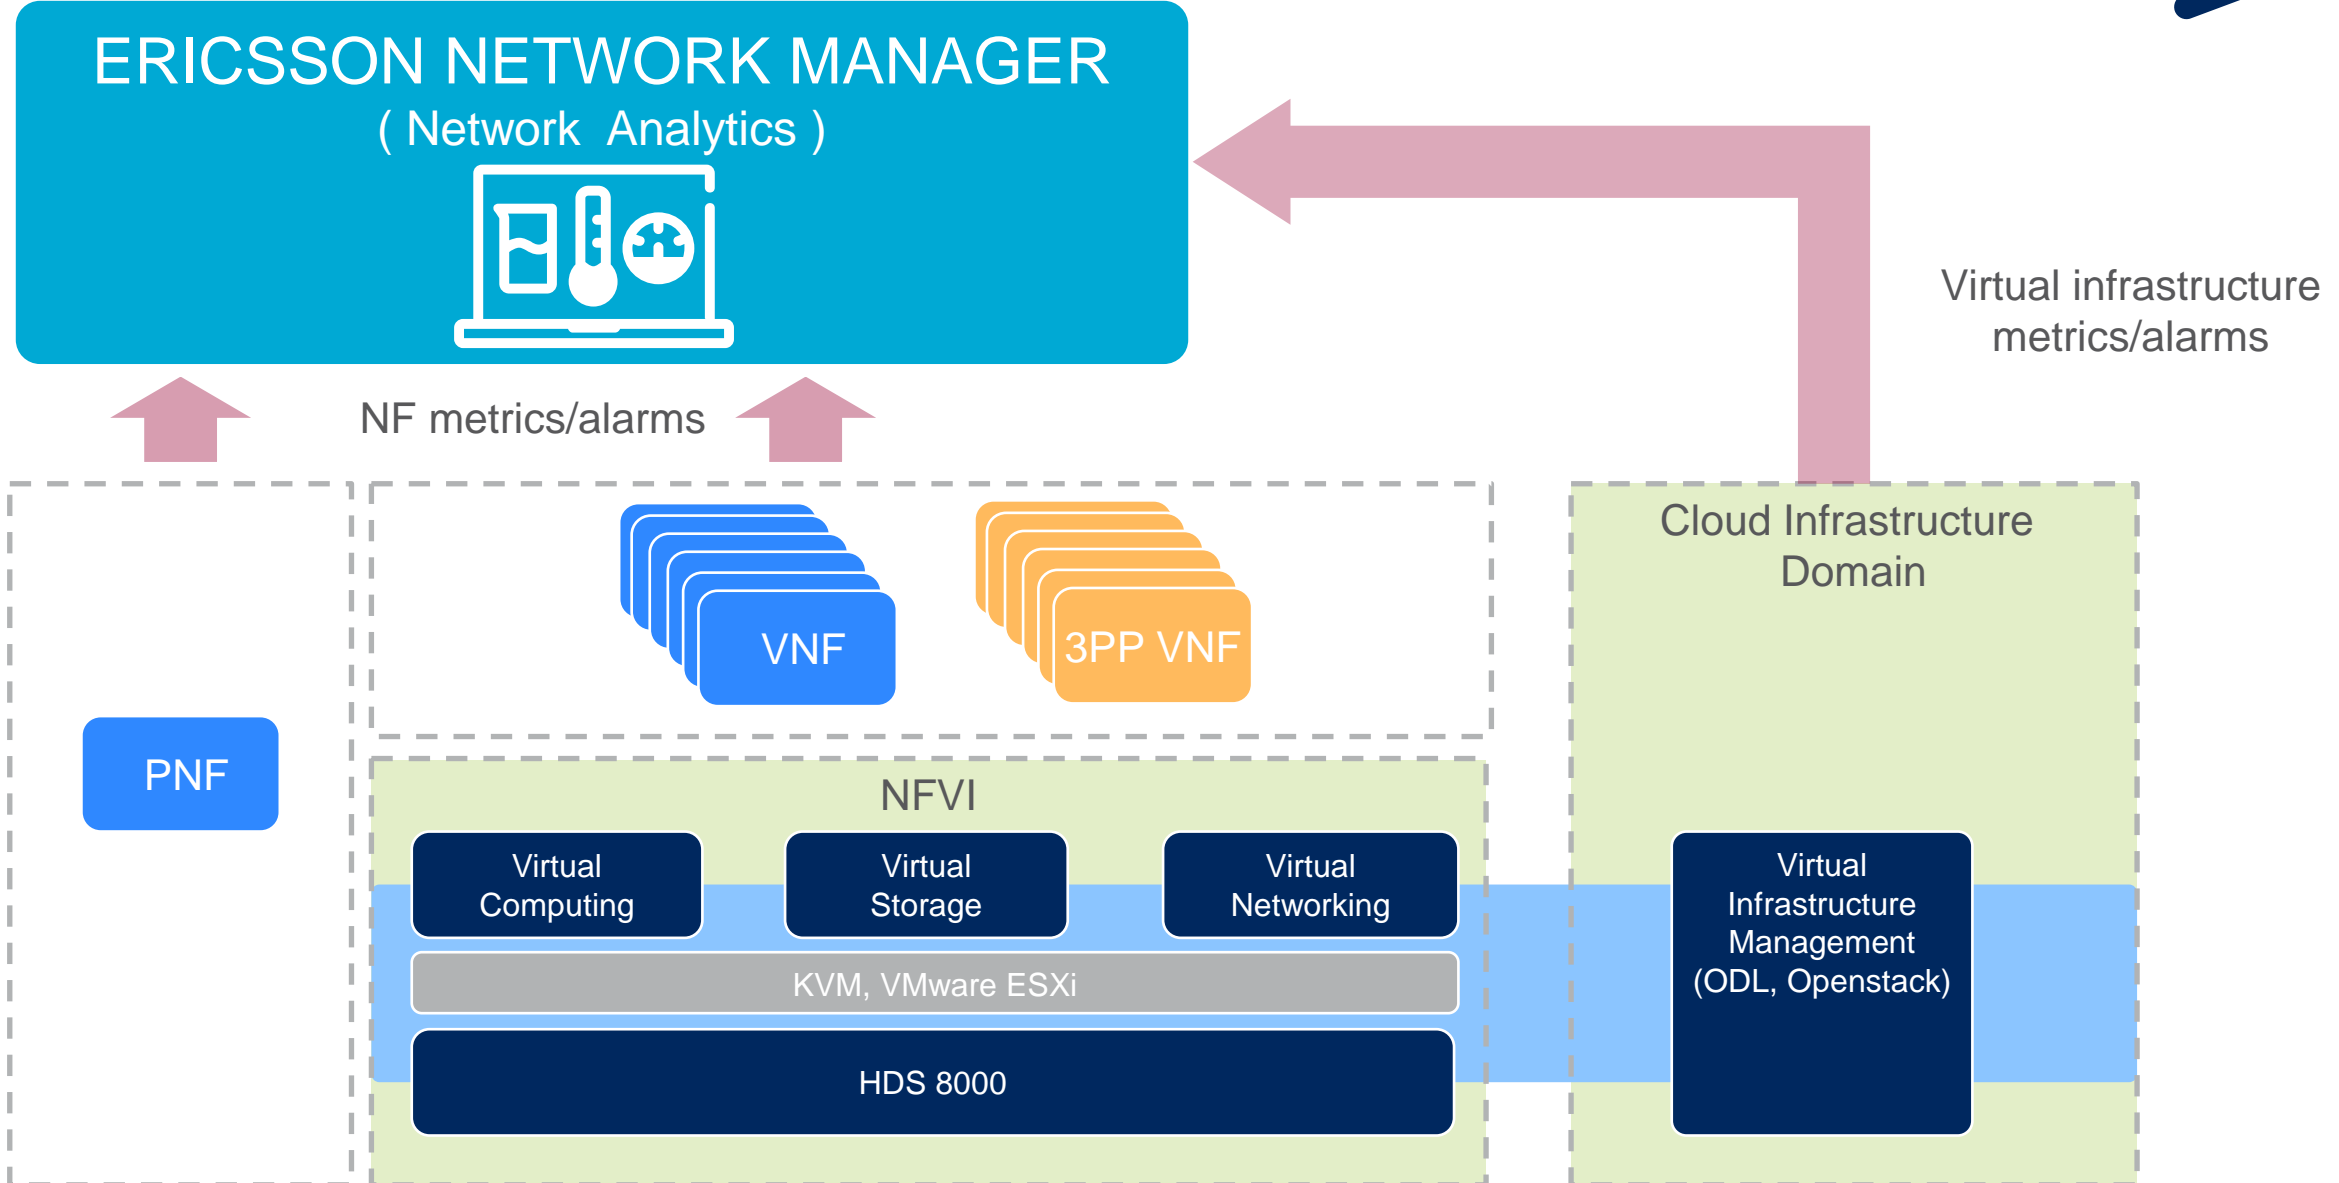 ERICSSON NETWORK MANAGER
( Network Analytics )
Virtual infrastructure
metrics/alarms
NF metrics/alarms
Cloud Infrastructure
Domain
VNF
3PP VNF
PNF
NFVI
Virtual
Computing
Virtual
Storage
Virtual
Networking
Virtual
Infrastructure
Management
(ODL, Openstack)
KVM, VMware ESXi
HDS 8000